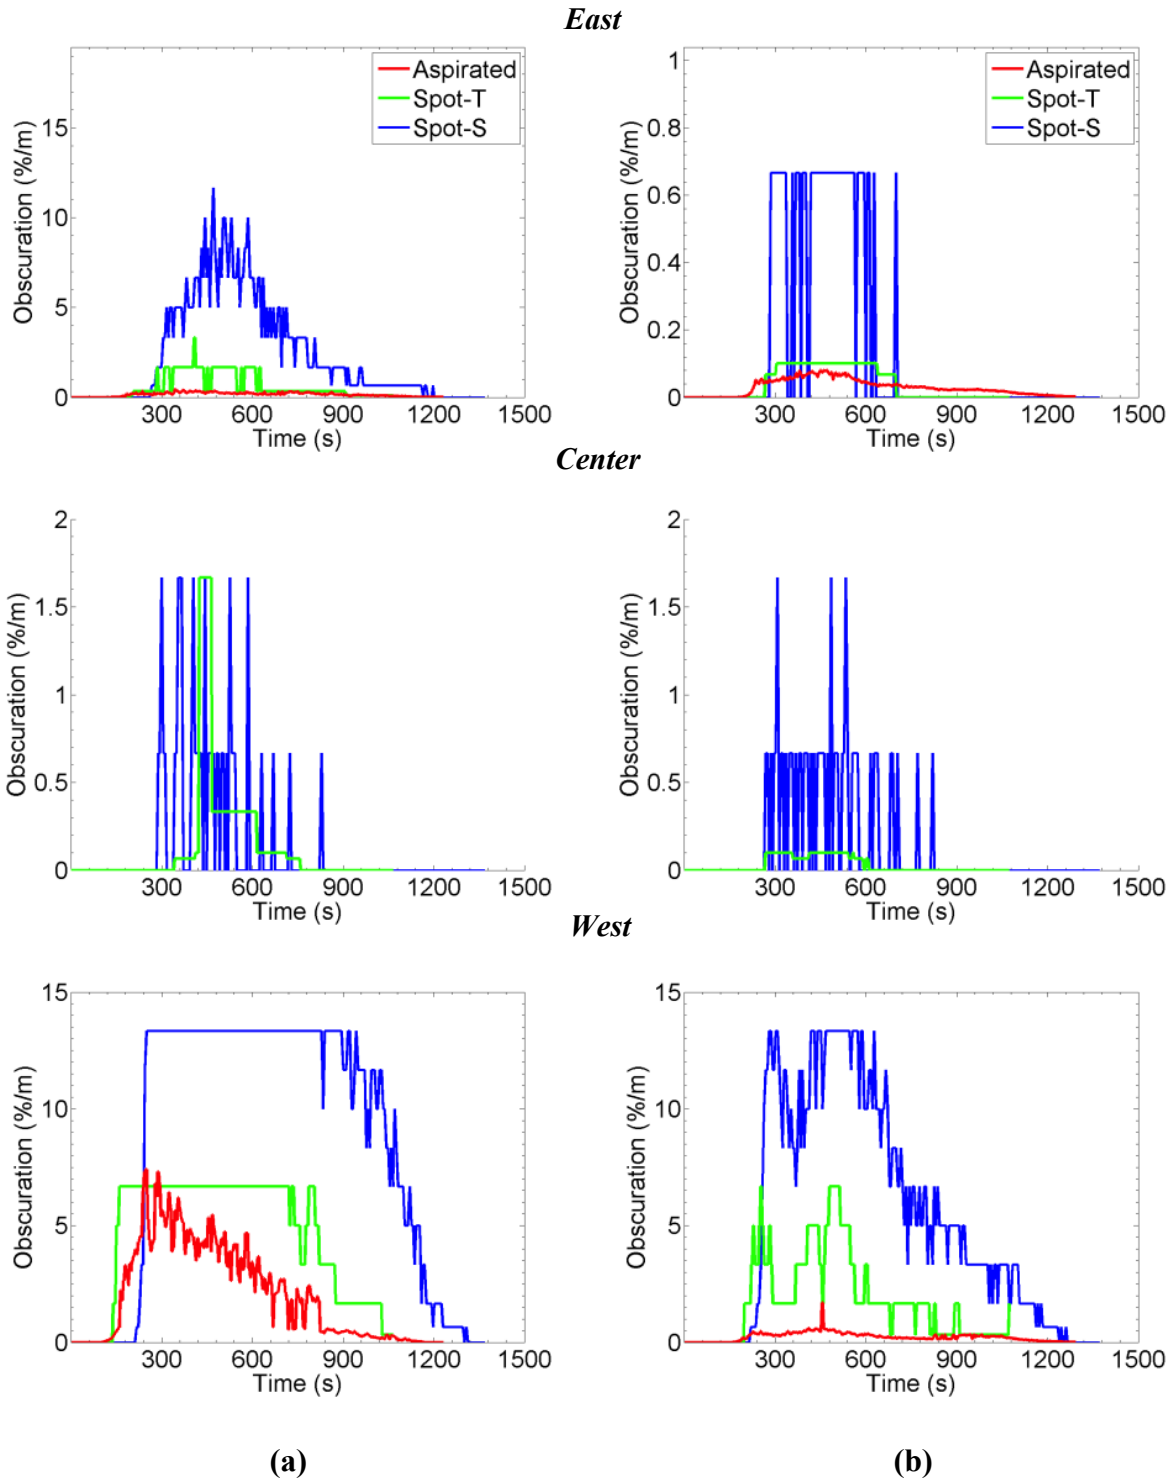 East
Aspirated
Spot-T
Spot-S
Obscuration (%/m)
15
10
5
0
300 600 900 1200 1500
Time (s)
Aspirated
Spot-T
Spot-S
Obscuration (%/m)
1
0.8
0.6
0.4
0.2
0
300 600 900 1200 1500
Time (s)
Center
Obscuration (%/m)
2
1.5
1
0.5
0
300 600 900 1200 1500
Time (s)
Obscuration (%/m)
2
1.5
1
0.5
0
300 600 900 1200 1500
Time (s)
West
Obscuration (%/m)
15
10
5
0
300 600 900 1200 1500
Time (s)
Obscuration (%/m)
15
10
5
0
300 600 900 1200 1500
Time (s)
(a)
(b)